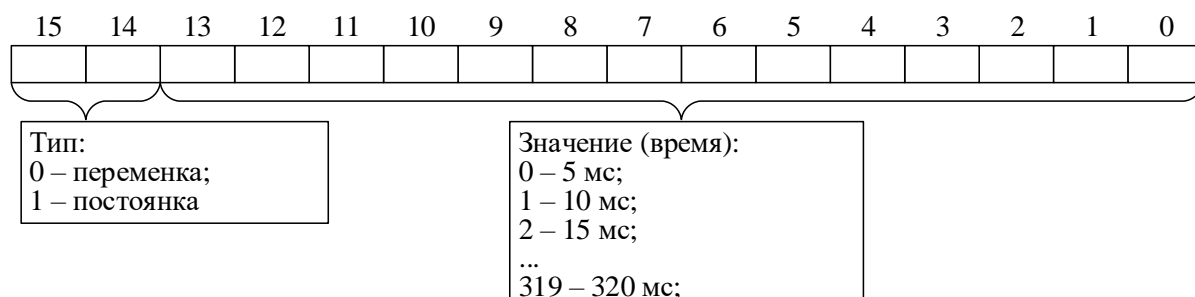 15 14 13 12 11 10 9 8 7 6 5 4 3 2 1 0
Тип:
0 – переменка;
1 – постоянка
Значение (время):
0 – 5 мс;
1 – 10 мс;
2 – 15 мс;
...
319 – 320 мс;